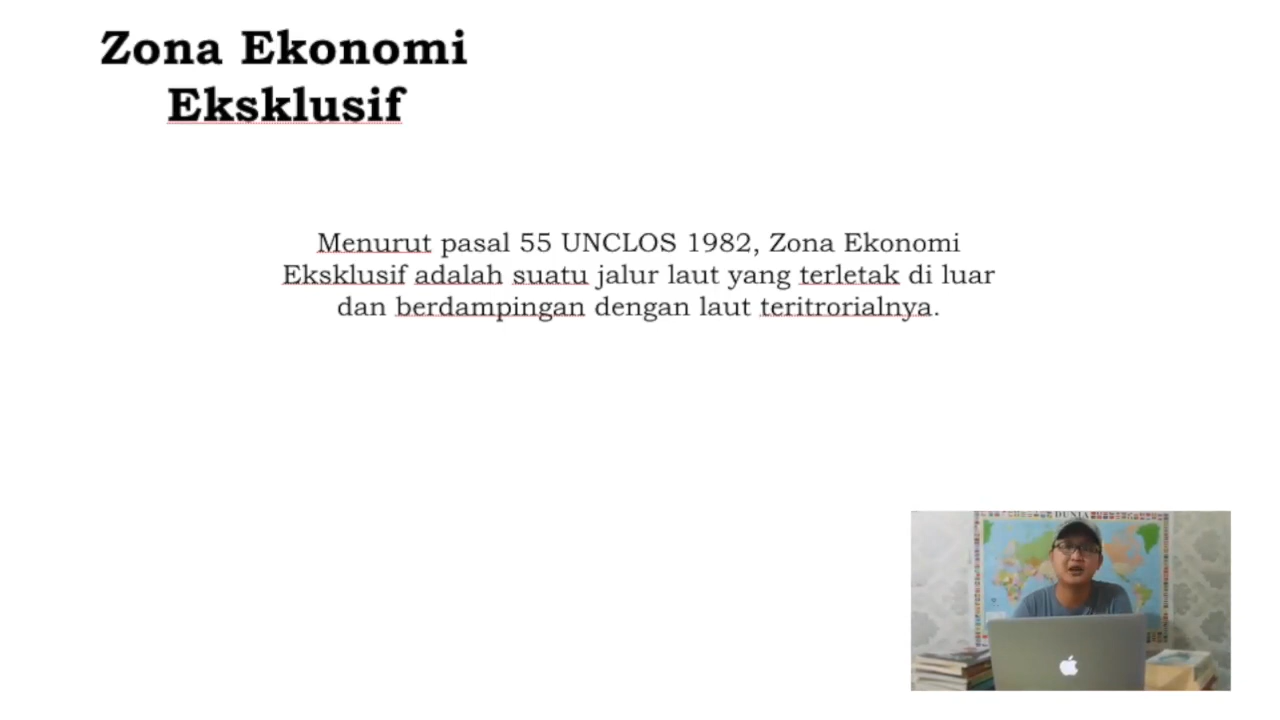 Zona Ekonomi
Eksklusif
Menurut pasal 55 UNCLOS 1982, Zona Ekonomi
Eksklusif adalah suatu jalur laut yang terletak di luar
dan berdampingan dengan laut teritrorialnya.
DUNIA